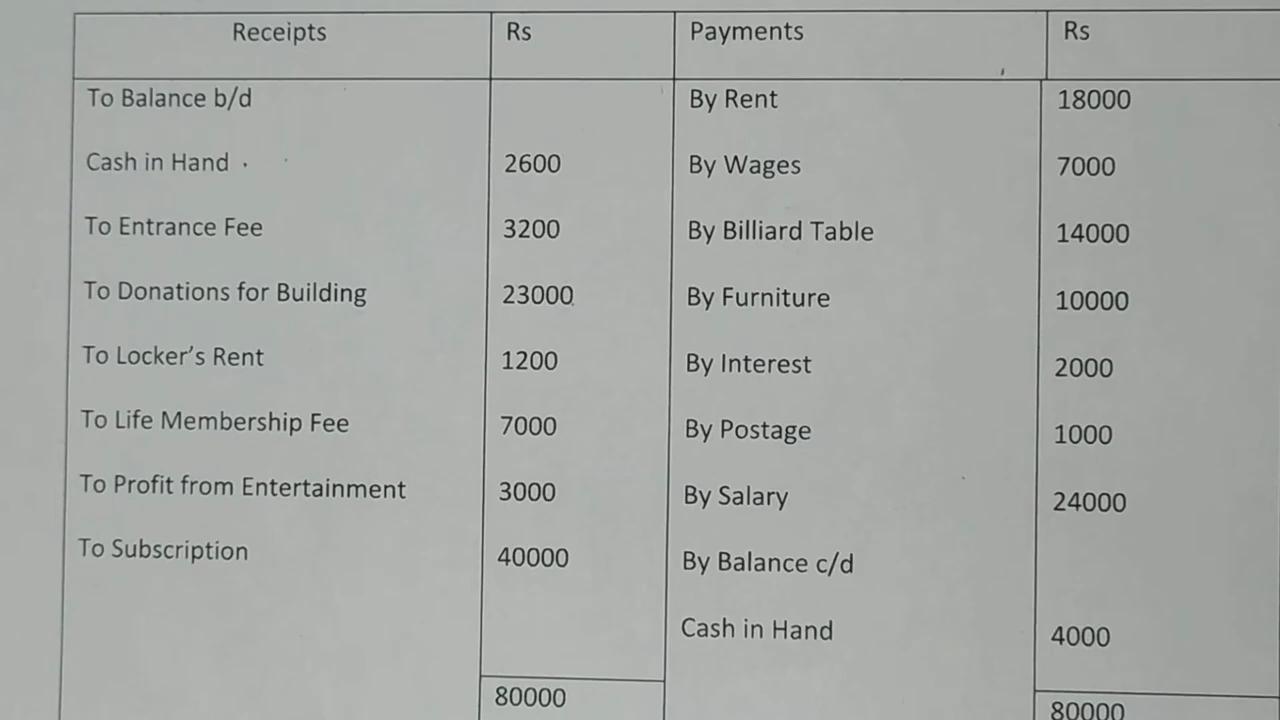 Receipts Rs Payments Rs
To Balance b/d By Rent 18000
Cash in Hand 2600 By Wages 7000
To Entrance Fee 3200 By Billiard Table 14000
To Donations for Building 23000 By Furniture 10000
To Locker’s Rent 1200 By Interest 2000
To Life Membership Fee 7000 By Postage 1000
To Profit from Entertainment 3000 By Salary 24000
To Subscription 40000 By Balance c/d
Cash in Hand 4000
80000 80000